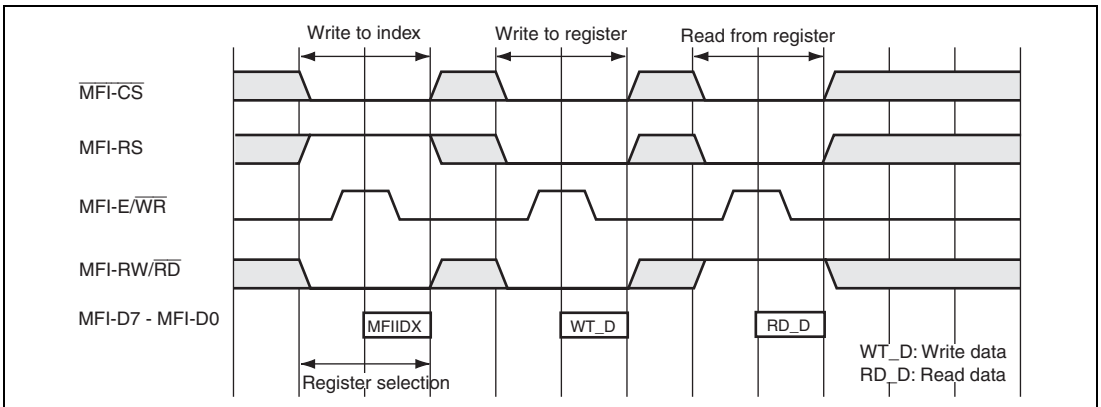 Write to index Write to register Read from register
MFI-CS
MFI-RS
MFI-E/WR
MFI-RW/RD
MFI-D7 - MFI-D0 MFIIDX WT_D RD_D
WT_D: Write data
RD_D: Read data
Register selection